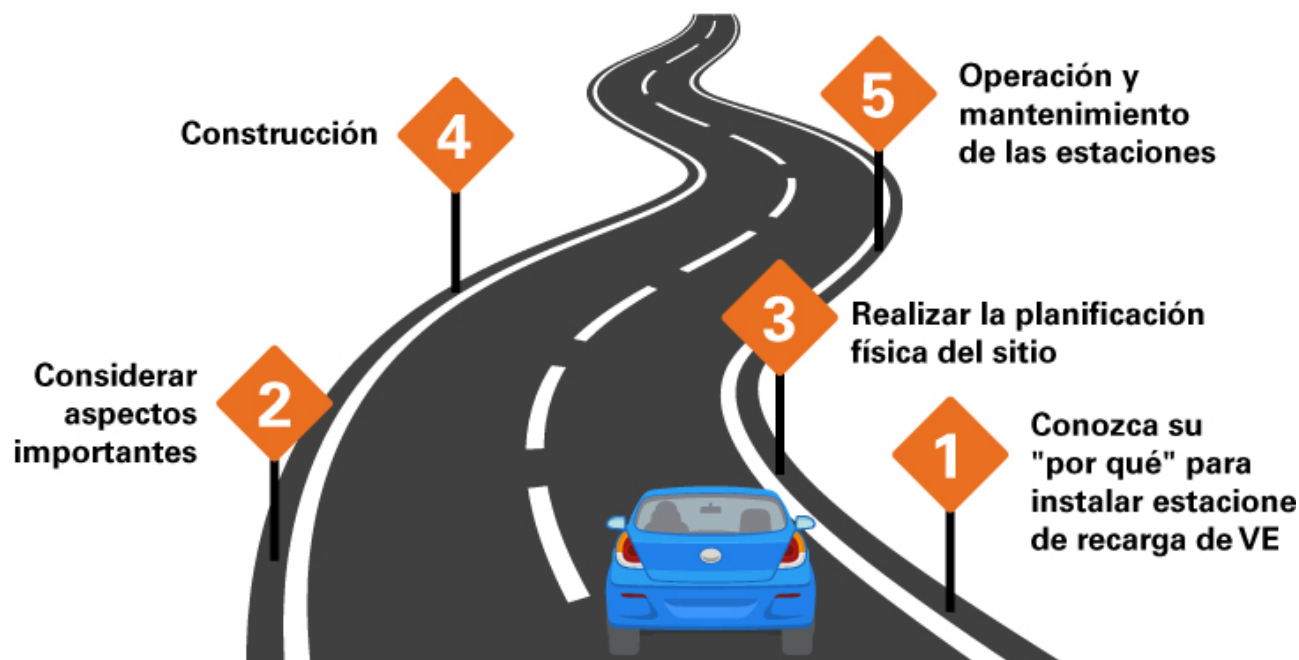 1
Conozca su
"por qué" para
instalar estacione
de recarga de VE
2
Considerar
aspectos
importantes
3
Realizar la planificación
física del sitio
4
Construcción
5
Operación y
mantenimiento
de las estaciones